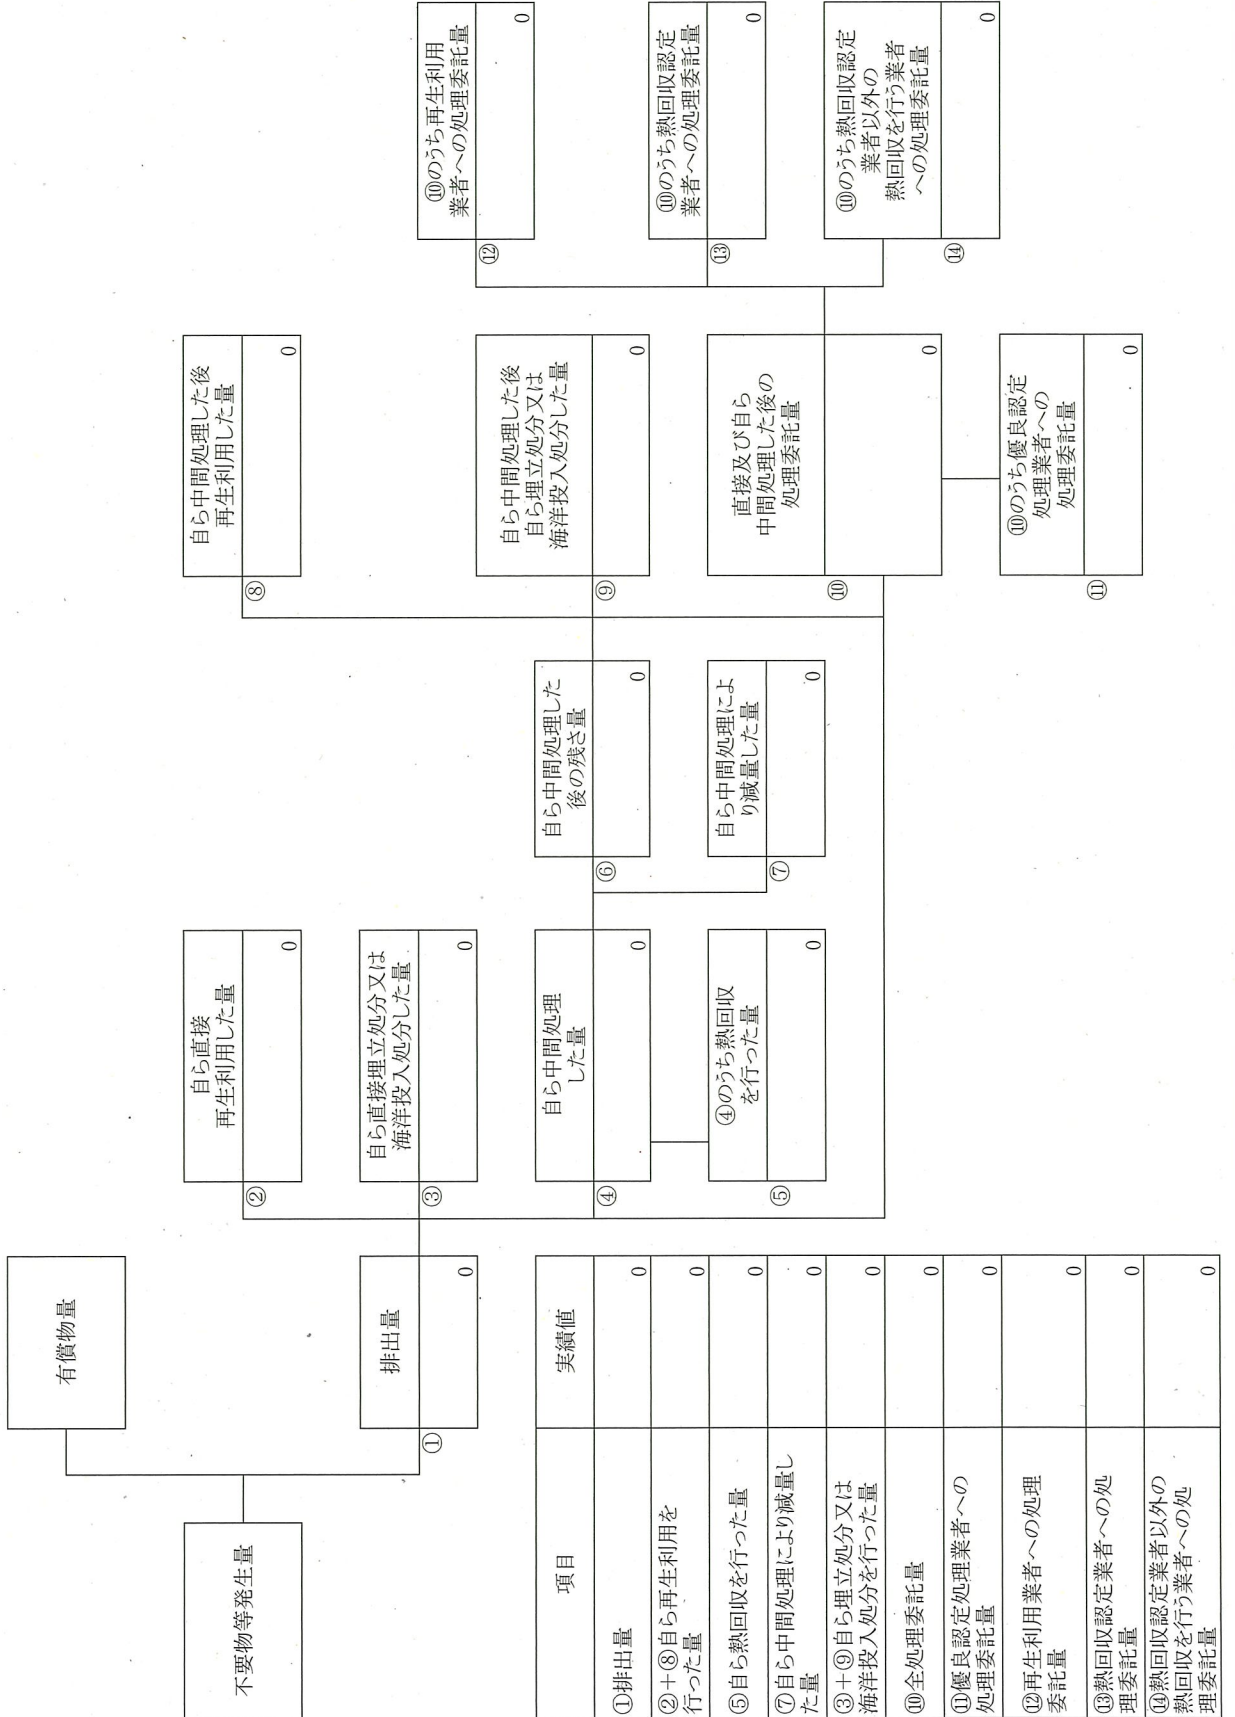 不要物等発生量
有償物量
排出量
①
0
自ら直接
再生利用した量
②
0
自ら直接埋立処分又は
海洋投入処分した量
③
0
自ら中間処理
した量
④
0
④のうち熱回収
を行った量
⑤
0
自ら中間処理した
後の残さ量
⑥
0
自ら中間処理によ
り減量した量
⑦
0
自ら中間処理した後
再生利用した量
⑧
0
自ら中間処理した後
自ら埋立処分又は
海洋投入処分した量
⑨
0
直接及び自ら
中間処理した後の
処理委託量
⑩
0
⑩のうち優良認定
処理業者への
処理委託量
⑪
0
⑩のうち再生利用
業者への処理委託量
⑫
0
⑩のうち熱回収認定
業者への処理委託量
⑬
0
⑩のうち熱回収認定
業者以外の
熱回収を行う業者
への処理委託量
⑭
0
項目 実績値
①排出量 0
②+⑧自ら再生利用を
行った量 0
⑤自ら熱回収を行った量 0
⑦自ら中間処理により減量し
た量 0
③+⑨自ら埋立処分又は
海洋投入処分を行った量 0
⑩全処理委託量 0
⑪優良認定処理業者への
処理委託量 0
⑫再生利用業者への処理
委託量 0
⑬熱回収認定業者への処
理委託量 0
⑭熱回収認定業者以外の
熱回収を行う業者への処
理委託量 0